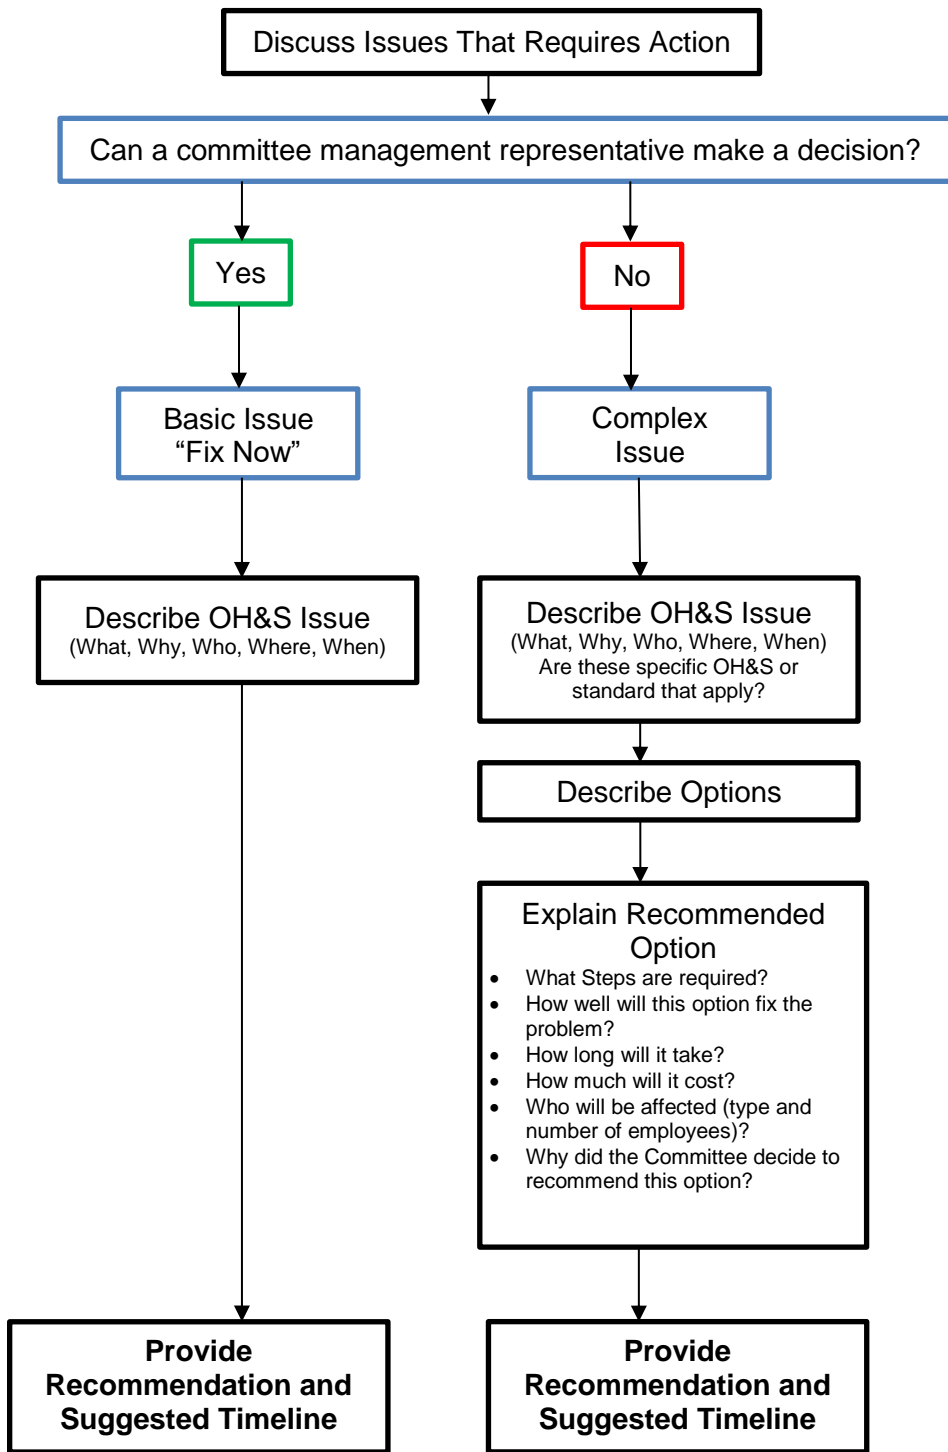 Discuss Issues That Requires Action
Can a committee management representative make a decision?
Yes
No
Basic Issue
“Fix Now”
Complex
Issue
Describe OH&S Issue
(What, Why, Who, Where, When)
Describe OH&S Issue
(What, Why, Who, Where, When)
Are these specific OH&S or
standard that apply?
Describe Options
Explain Recommended
Option
• What Steps are required?
• How well will this option fix the
problem?
• How long will it take?
• How much will it cost?
• Who will be affected (type and
number of employees)?
• Why did the Committee decide to
recommend this option?
Provide
Recommendation and
Suggested Timeline
Provide
Recommendation and
Suggested Timeline